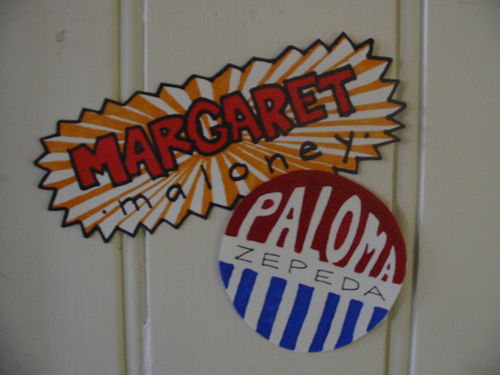 MARGARET
. maloney.
PALOMA
ZEPEDA